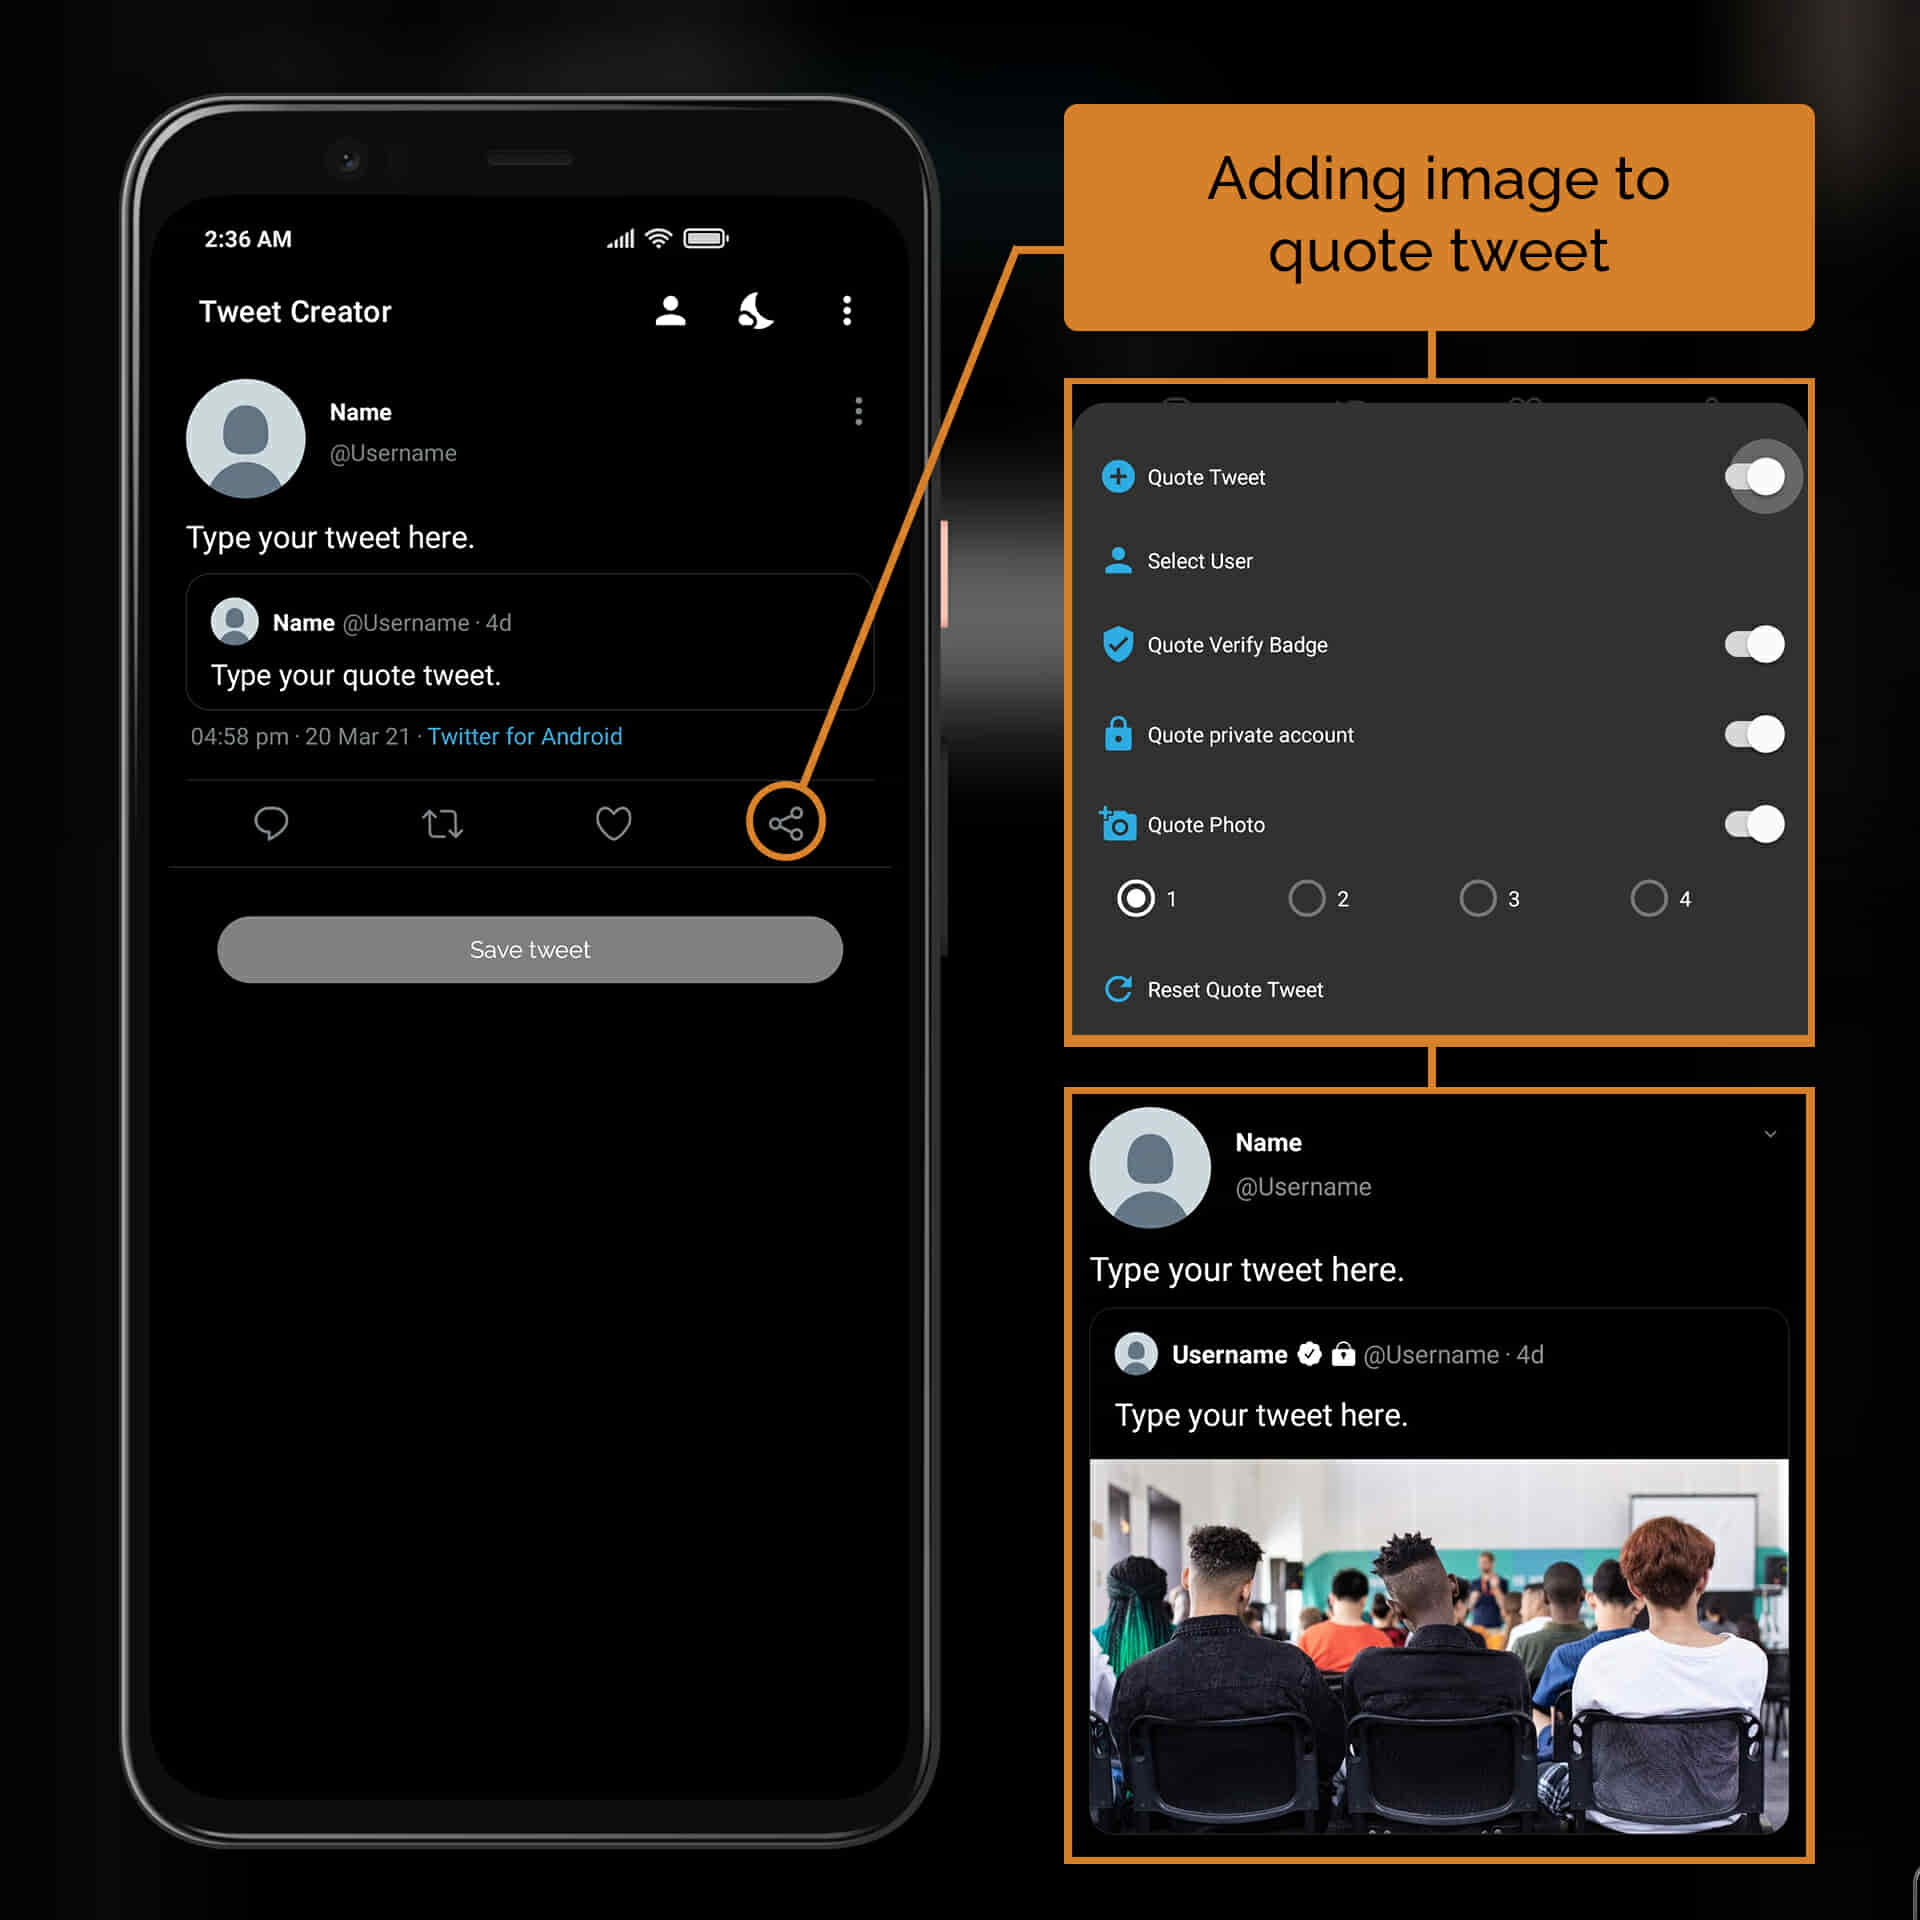 2:36 AM
Tweet Creator
Name
@Username
Type your tweet here.
Name @Username · 4d
Type your quote tweet.
04:58 pm · 20 Mar 21 · Twitter for Android
Save tweet
Adding image to
quote tweet
Quote Tweet
Select User
Quote Verify Badge
Quote private account
Quote Photo
1 2 3 4
Reset Quote Tweet
Name
@Username
Type your tweet here.
Username @Username · 4d
Type your tweet here.